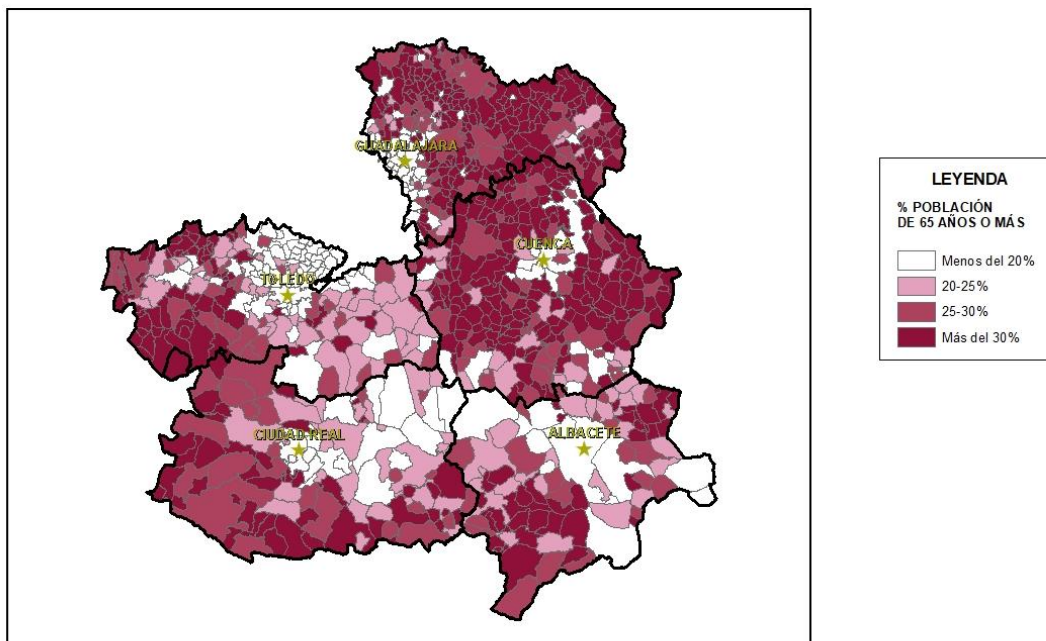 GUADALAJARA
CUENCA
TOLEDO
CIUDAD REAL
ALBACETE
LEYENDA
% POBLACIÓN
DE 65 AÑOS O MÁS
Menos del 20%
20-25%
25-30%
Más del 30%